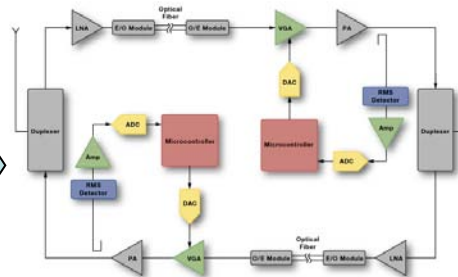 Optical
Fiber
LNA
E/O Module
O/E Module
VGA
PA
DAC
RMS
Detector
Duplexer
ADC
Microcontroller
Amp
Microcontroller
ADC
Amp
Duplexer
RMS
Detector
DAC
Optical
Fiber
PA
VGA
O/E Module
E/O Module
LNA